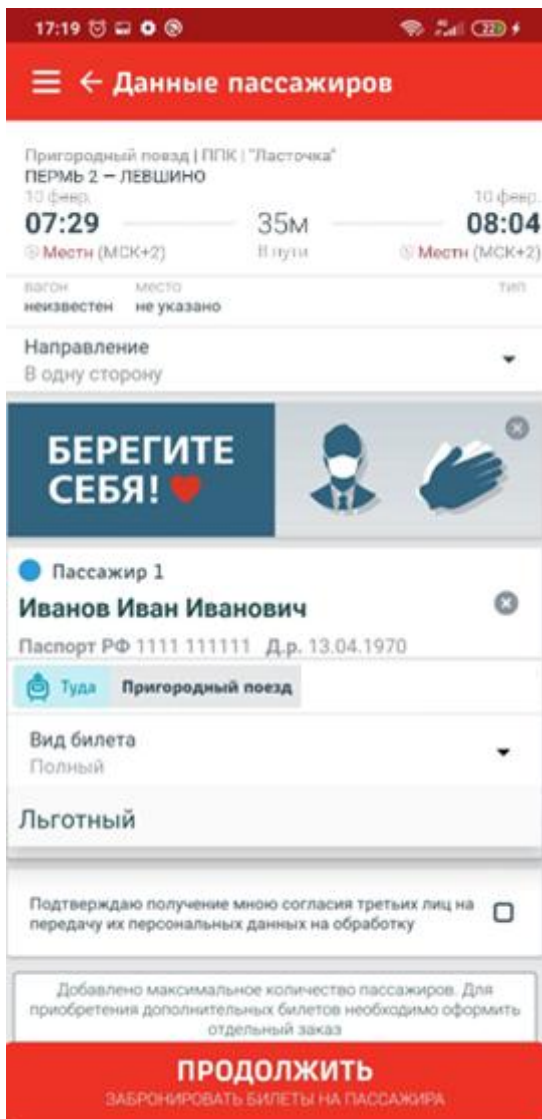 17:19
22
Данные пассажиров
Пригородный поезд | ППК | "Ласточка"
ПЕРМЬ 2 – ЛЕВШИНО
10 февр. 10 февр.
07:29 35м 08:04
Местн (МСК+2) В пути Местн (МСК+2)
вагон место тип
неизвестен не указано
Направление
В одну сторону
БЕРЕГИТЕ
СЕБЯ!
Пассажир 1
Иванов Иван Иванович
Паспорт РФ 1111 111111 Д.р. 13.04.1970
Туда Пригородный поезд
Вид билета
Полный
Льготный
Подтверждаю получение мною согласия третьих лиц на
передачу их персональных данных на обработку
Добавлено максимальное количество пассажиров. Для
приобретения дополнительных билетов необходимо оформить
отдельный заказ
ПРОДОЛЖИТЬ
ЗАБРОНИРОВАТЬ БИЛЕТЫ НА ПАССАЖИРА